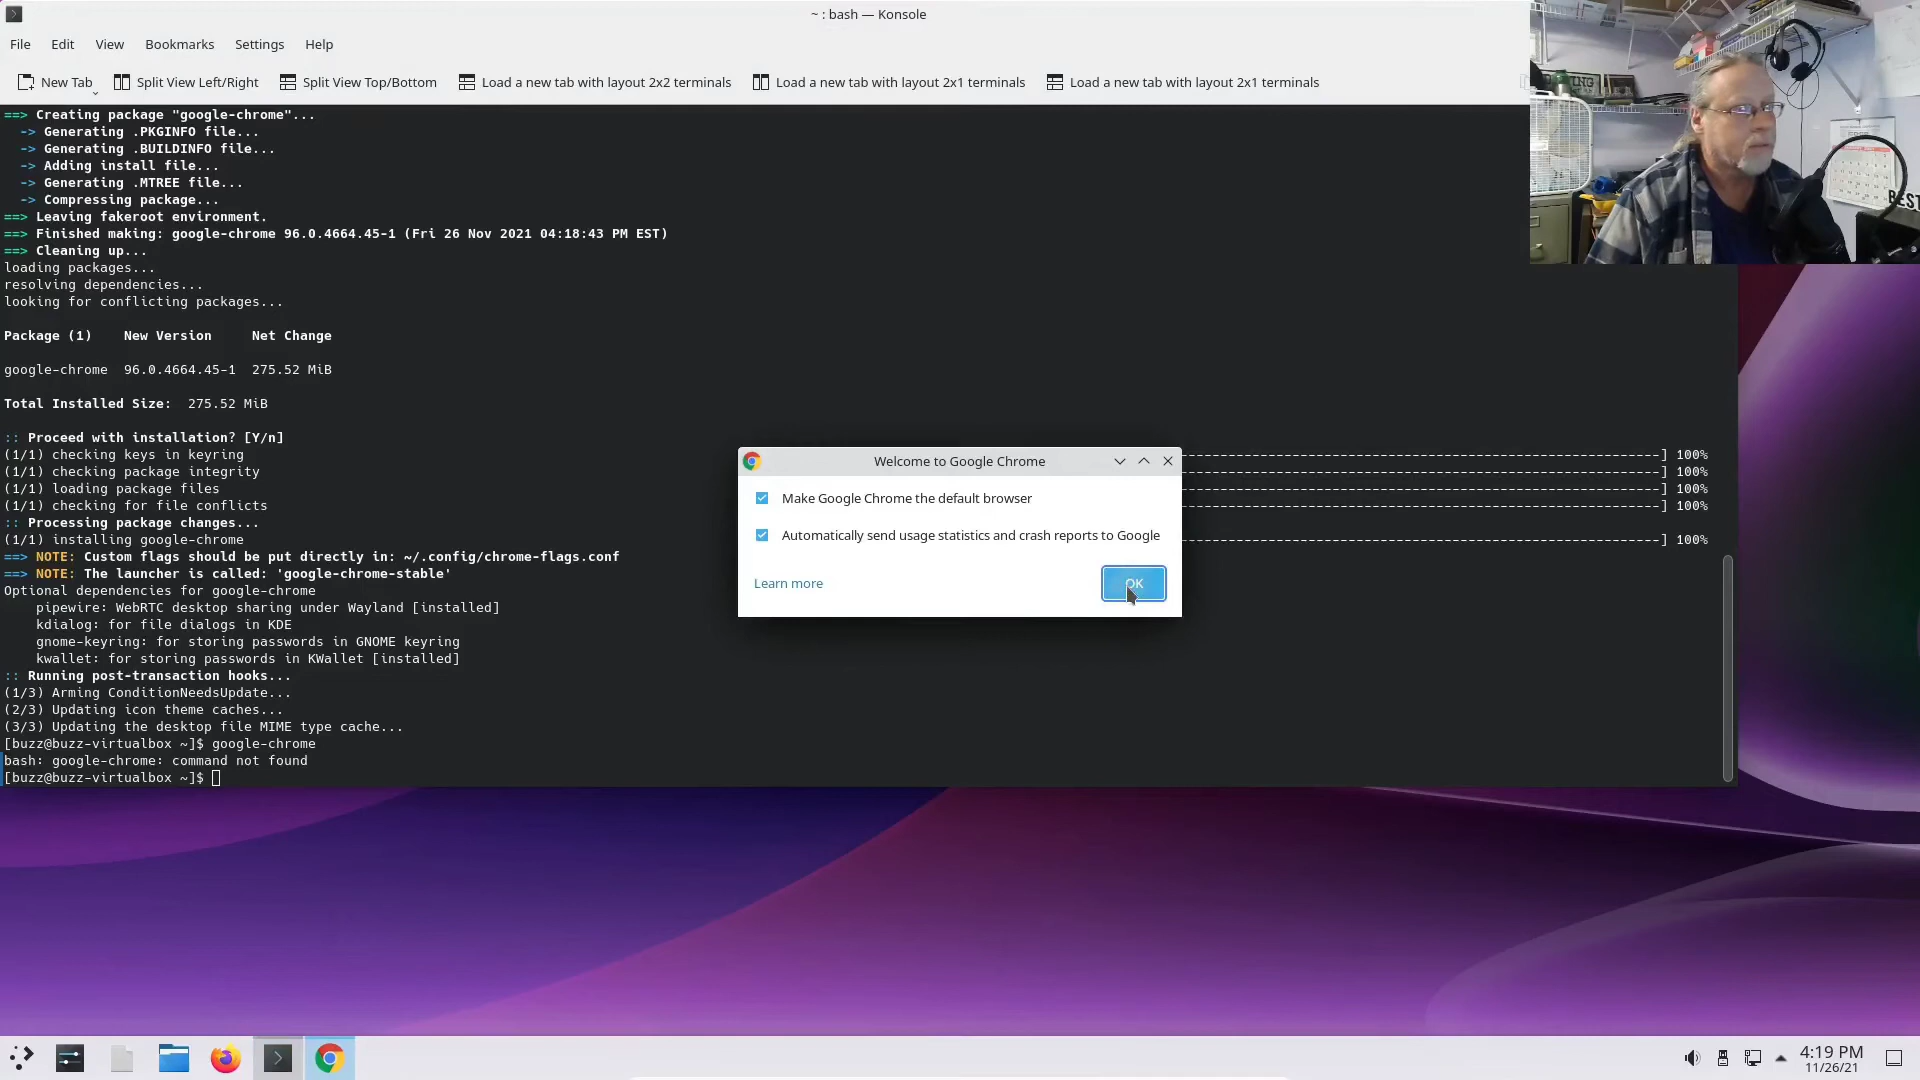 ~ : bash — Konsole
File Edit View Bookmarks Settings Help
New Tab Split View Left/Right Split View Top/Bottom Load a new tab with layout 2x2 terminals Load a new tab with layout 2x1 terminals Load a new tab with layout 2x1 terminals
==> Creating package "google-chrome"...
-> Generating .PKGINFO file...
-> Generating .BUILDINFO file...
-> Adding install file...
-> Generating .MTREE file...
-> Compressing package...
==> Leaving fakeroot environment.
==> Finished making: google-chrome 96.0.4664.45-1 (Fri 26 Nov 2021 04:18:43 PM EST)
==> Cleaning up...
loading packages...
resolving dependencies...
looking for conflicting packages...
Package (1) New Version Net Change
google-chrome 96.0.4664.45-1 275.52 MiB
Total Installed Size: 275.52 MiB
:: Proceed with installation? [Y/n]
(1/1) checking keys in keyring ] 100%
(1/1) checking package integrity ] 100%
(1/1) loading package files ] 100%
(1/1) checking for file conflicts ] 100%
:: Processing package changes...
(1/1) installing google-chrome ] 100%
==> NOTE: Custom flags should be put directly in: ~/.config/chrome-flags.conf
==> NOTE: The launcher is called: 'google-chrome-stable'
Optional dependencies for google-chrome
pipewire: WebRTC desktop sharing under Wayland [installed]
kdialog: for file dialogs in KDE
gnome-keyring: for storing passwords in GNOME keyring
kwallet: for storing passwords in KWallet [installed]
:: Running post-transaction hooks...
(1/3) Arming ConditionNeedsUpdate...
(2/3) Updating icon theme caches...
(3/3) Updating the desktop file MIME type cache...
[buzz@buzz-virtualbox ~]$ google-chrome
bash: google-chrome: command not found
[buzz@buzz-virtualbox ~]$
Welcome to Google Chrome
Make Google Chrome the default browser
Automatically send usage statistics and crash reports to Google
Learn more OK
BEST
4:19 PM
11/26/21